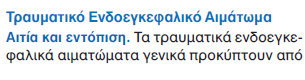 Τραυματικό Ενδοεγκεφαλικό Αιμάτωμα
Αιτία και εντόπιση. Τα τραυματικά ενδοεγκε-
φαλικά αιματώματα γενικά προκύπτουν από